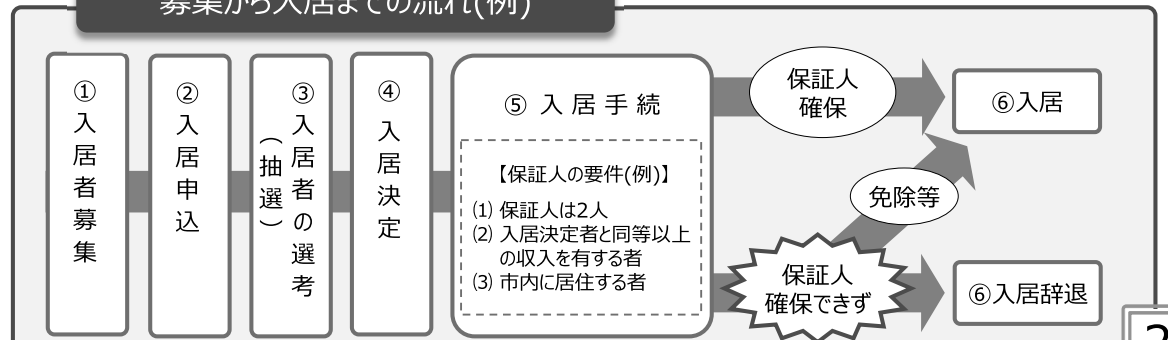 募集から入居までの流れ(例)
①入居者募集
②入居申込
③入居者の選考
(抽選)
④入居決定
⑤ 入居手続
【保証人の要件(例)】
⑴ 保証人は2人
⑵ 入居決定者と同等以上
の収入を有する者
⑶ 市内に居住する者
保証人
確保
⑥入居
免除等
保証人
確保できず
⑥入居辞退
2